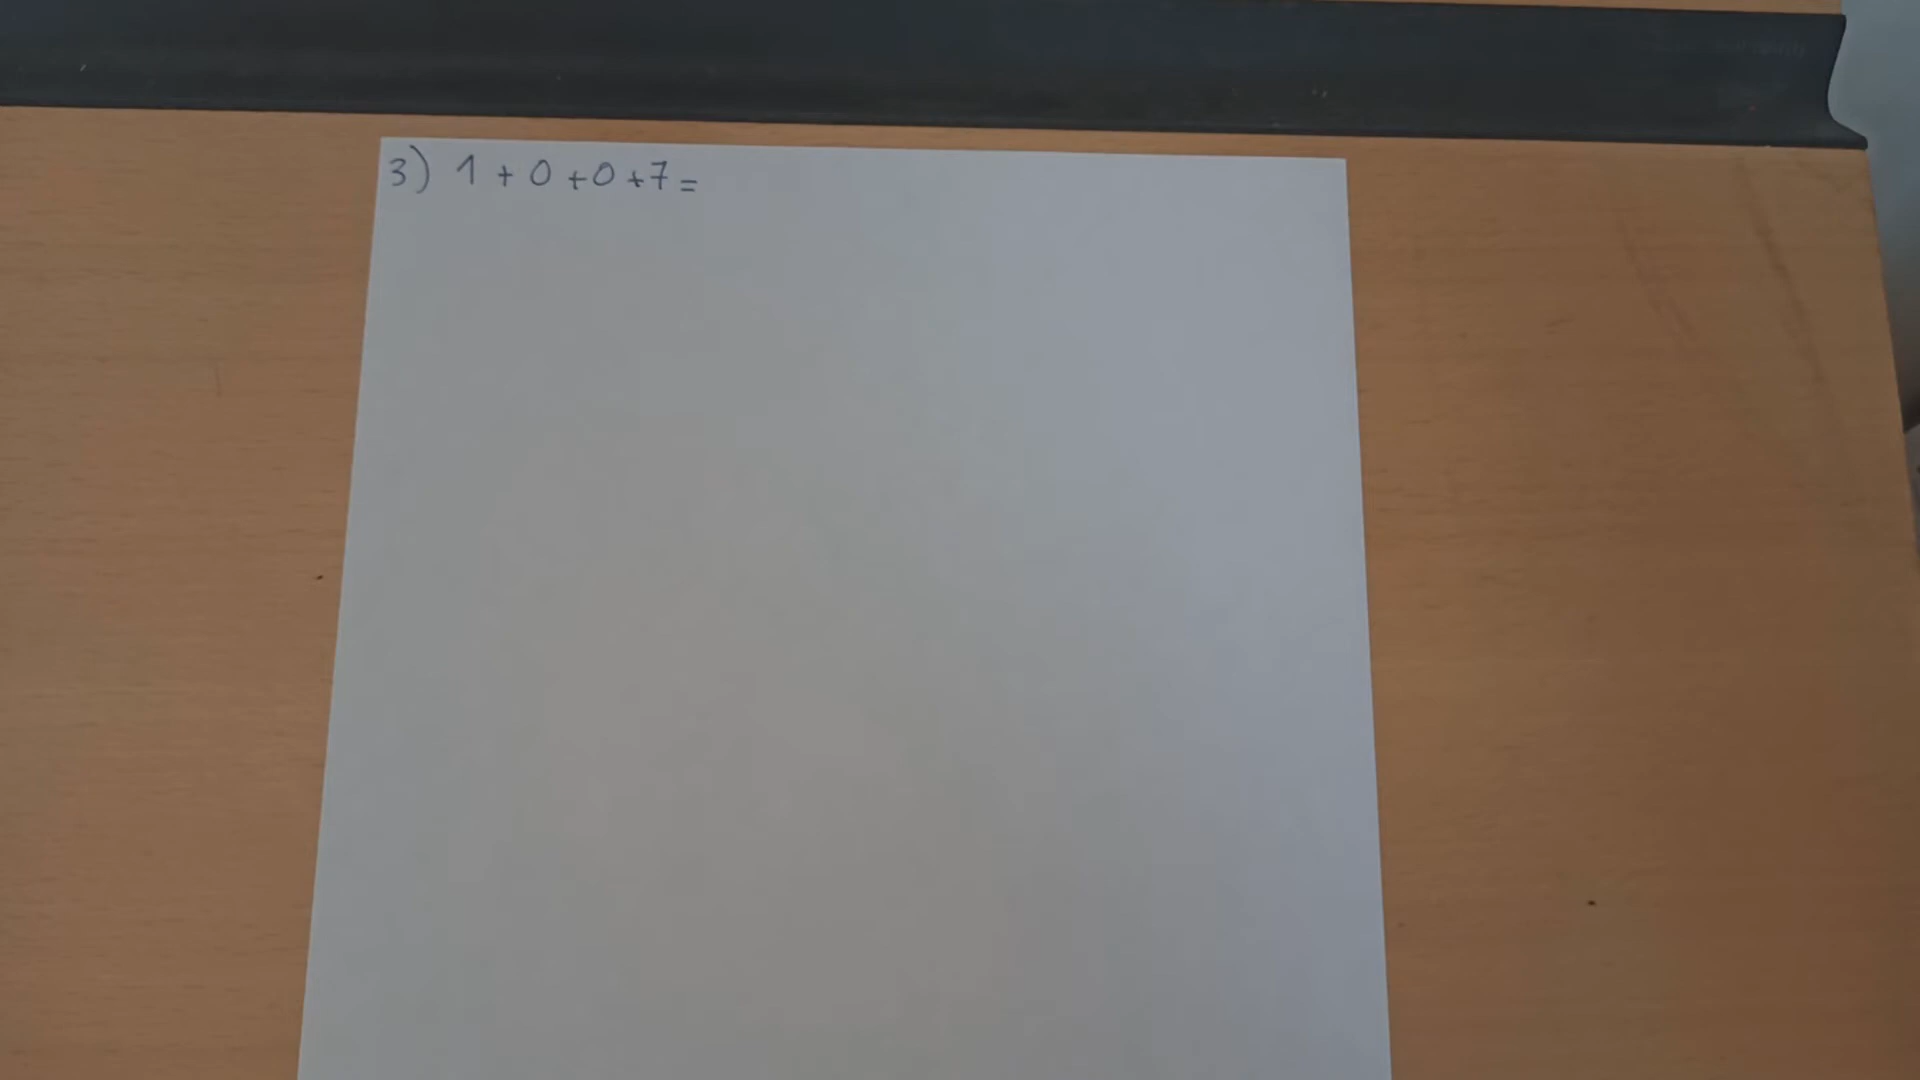 3) 1 + 0 + 0 + 7 =